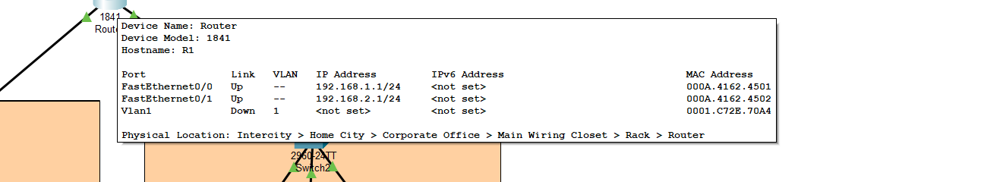 1841
Route
Device Name: Router
Device Model: 1841
Hostname: R1
Port Link VLAN IP Address IPv6 Address MAC Address
FastEthernet0/0 Up -- 192.168.1.1/24 <not set> 000A.4162.4501
FastEthernet0/1 Up -- 192.168.2.1/24 <not set> 000A.4162.4502
Vlan1 Down 1 <not set> <not set> 0001.C72E.70A4
Physical Location: Intercity > Home City > Corporate Office > Main Wiring Closet > Rack > Router
2960-24TT
Switch2